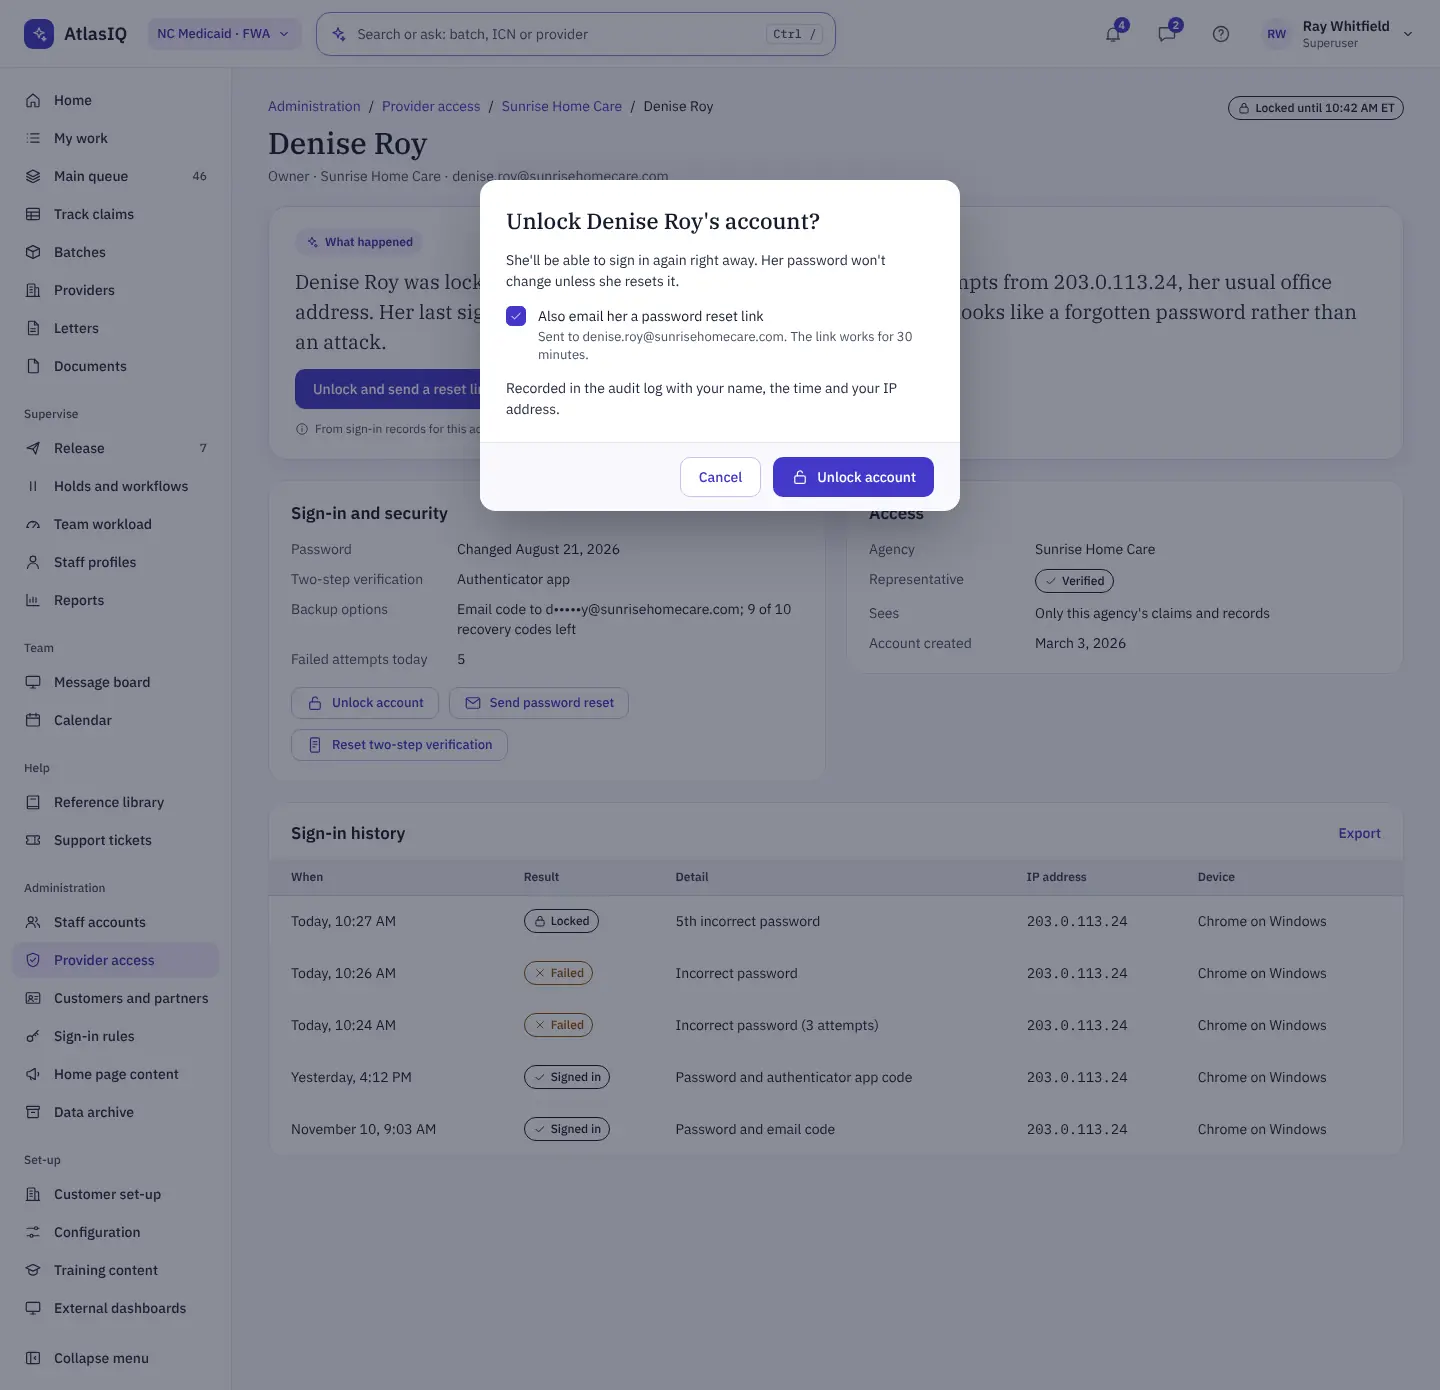 AtlasIQ
NC Medicaid · FWA
Search or ask: batch, ICN or provider
Ctrl /
4
2
RW
Ray Whitfield
Superuser
Home
My work
Main queue 46
Track claims
Batches
Providers
Letters
Documents
Supervise
Release 7
Holds and workflows
Team workload
Staff profiles
Reports
Team
Message board
Calendar
Help
Reference library
Support tickets
Administration
Staff accounts
Provider access
Customers and partners
Sign-in rules
Home page content
Data archive
Set-up
Customer set-up
Configuration
Training content
External dashboards
Collapse menu
Administration / Provider access / Sunrise Home Care / Denise Roy
Locked until 10:42 AM ET
Denise Roy
Owner · Sunrise Home Care · denise.roy@sunrisehomecare.com
What happened
Denise Roy was
from 203.0.113.24, her usual office
address. Her last
looks like a forgotten password rather than
an attack.
Unlock and send a reset
From sign-in records for this
Unlock Denise Roy's account?
She'll be able to sign in again right away. Her password won't
change unless she resets it.
Also email her a password reset link
Sent to denise.roy@sunrisehomecare.com. The link works for 30
minutes.
Recorded in the audit log with your name, the time and your IP
address.
Cancel
Unlock account
Sign-in and security
Password Changed August 21, 2026
Two-step verification Authenticator app
Backup options Email code to d•••••y@sunrisehomecare.com; 9 of 10
recovery codes left
Failed attempts today 5
Unlock account
Send password reset
Reset two-step verification
Access
Agency Sunrise Home Care
Representative Verified
Sees Only this agency's claims and records
Account created March 3, 2026
Sign-in history
Export
When Result Detail IP address Device
Today, 10:27 AM Locked 5th incorrect password 203.0.113.24 Chrome on Windows
Today, 10:26 AM Failed Incorrect password 203.0.113.24 Chrome on Windows
Today, 10:24 AM Failed Incorrect password (3 attempts) 203.0.113.24 Chrome on Windows
Yesterday, 4:12 PM Signed in Password and authenticator app code 203.0.113.24 Chrome on Windows
November 10, 9:03 AM Signed in Password and email code 203.0.113.24 Chrome on Windows